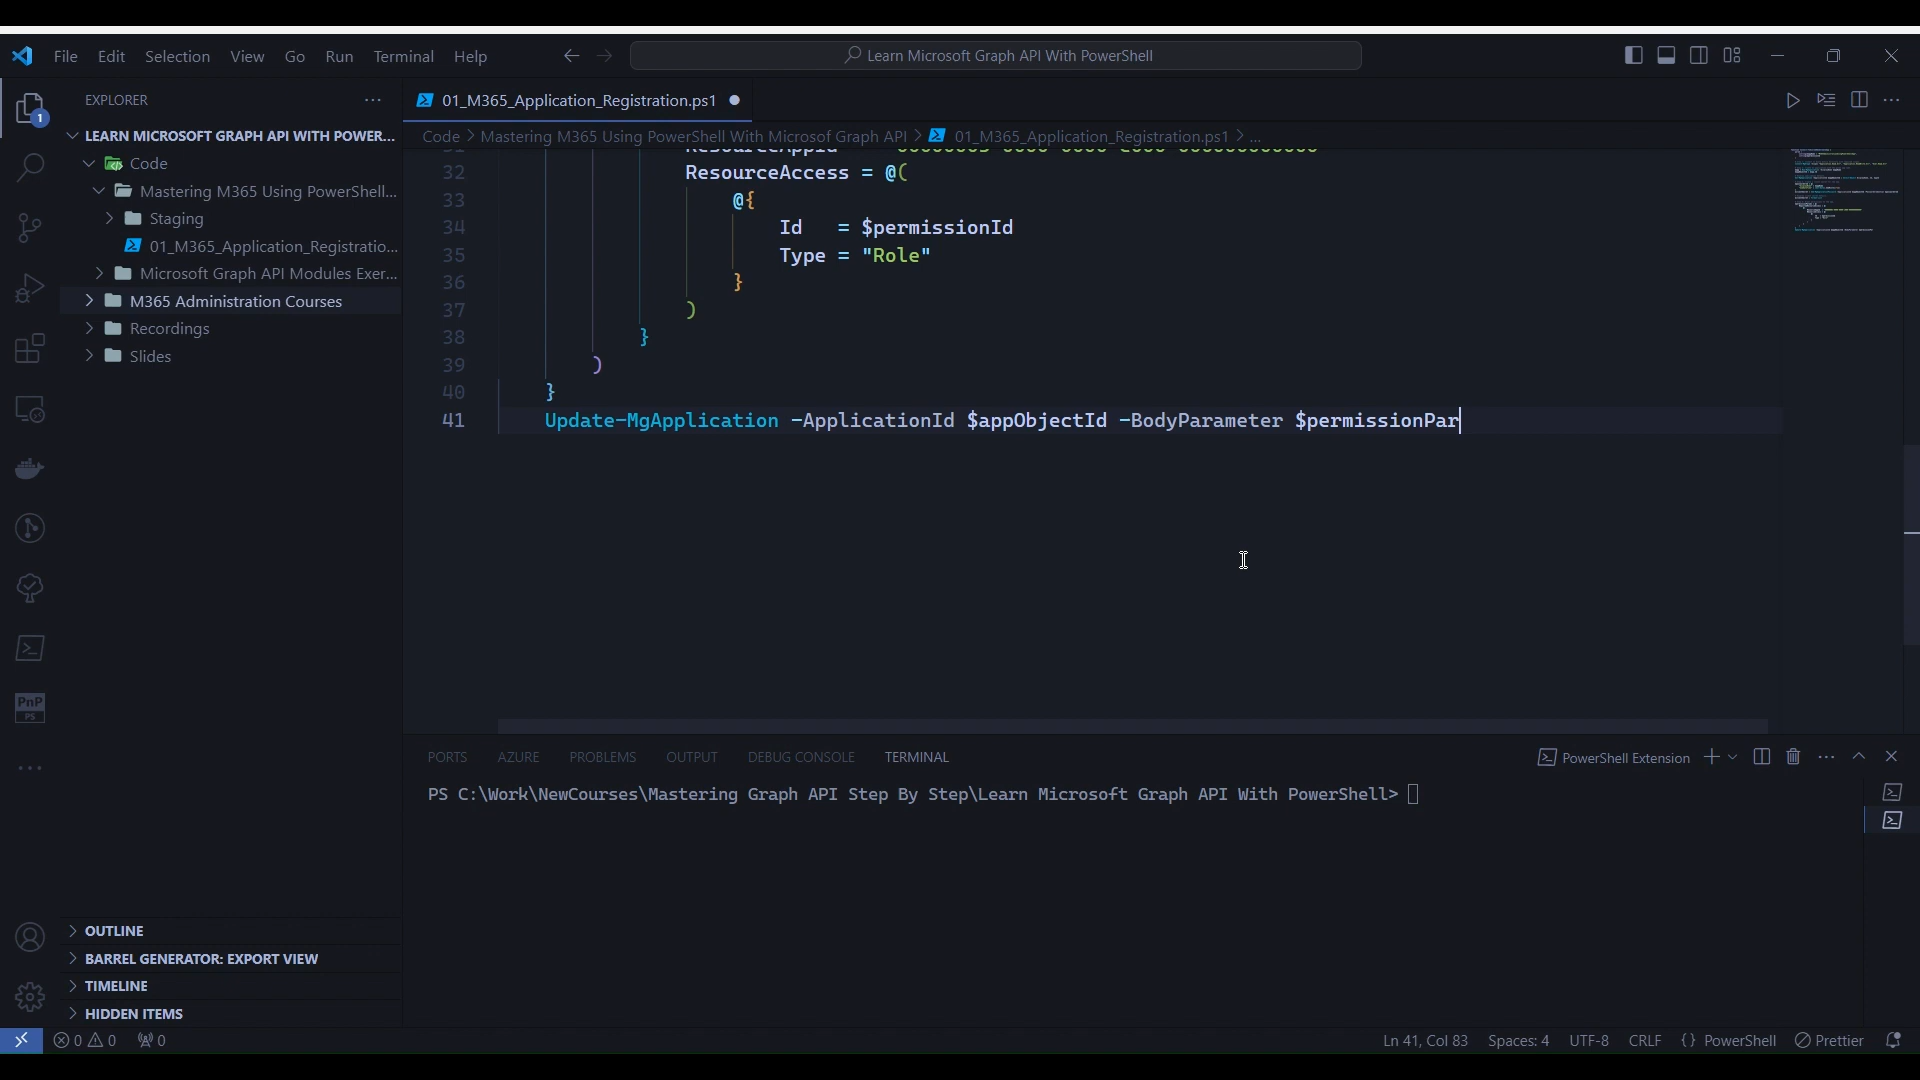 File Edit Selection View Go Run Terminal Help
Learn Microsoft Graph API With PowerShell
EXPLORER
1
LEARN MICROSOFT GRAPH API WITH POWER...
Code
Mastering M365 Using PowerShell...
Staging
01_M365_Application_Registratio...
Microsoft Graph API Modules Exer...
M365 Administration Courses
Recordings
Slides
OUTLINE
BARREL GENERATOR: EXPORT VIEW
TIMELINE
HIDDEN ITEMS
PnP
PS
01_M365_Application_Registration.ps1
Code > Mastering M365 Using PowerShell With Microsof Graph API > 01_M365_Application_Registration.ps1 > ...
32 ResourceAccess = @(
33 @{
34 Id = $permissionId
35 Type = "Role"
36 }
37 )
38 }
39 )
40 }
41 Update-MgApplication -ApplicationId $appObjectId -BodyParameter $permissionPar
PORTS AZURE PROBLEMS OUTPUT DEBUG CONSOLE TERMINAL
PowerShell Extension
PS C:\Work\NewCourses\Mastering Graph API Step By Step\Learn Microsoft Graph API With PowerShell>
0 0 0
Ln 41, Col 83 Spaces: 4 UTF-8 CRLF {} PowerShell Prettier